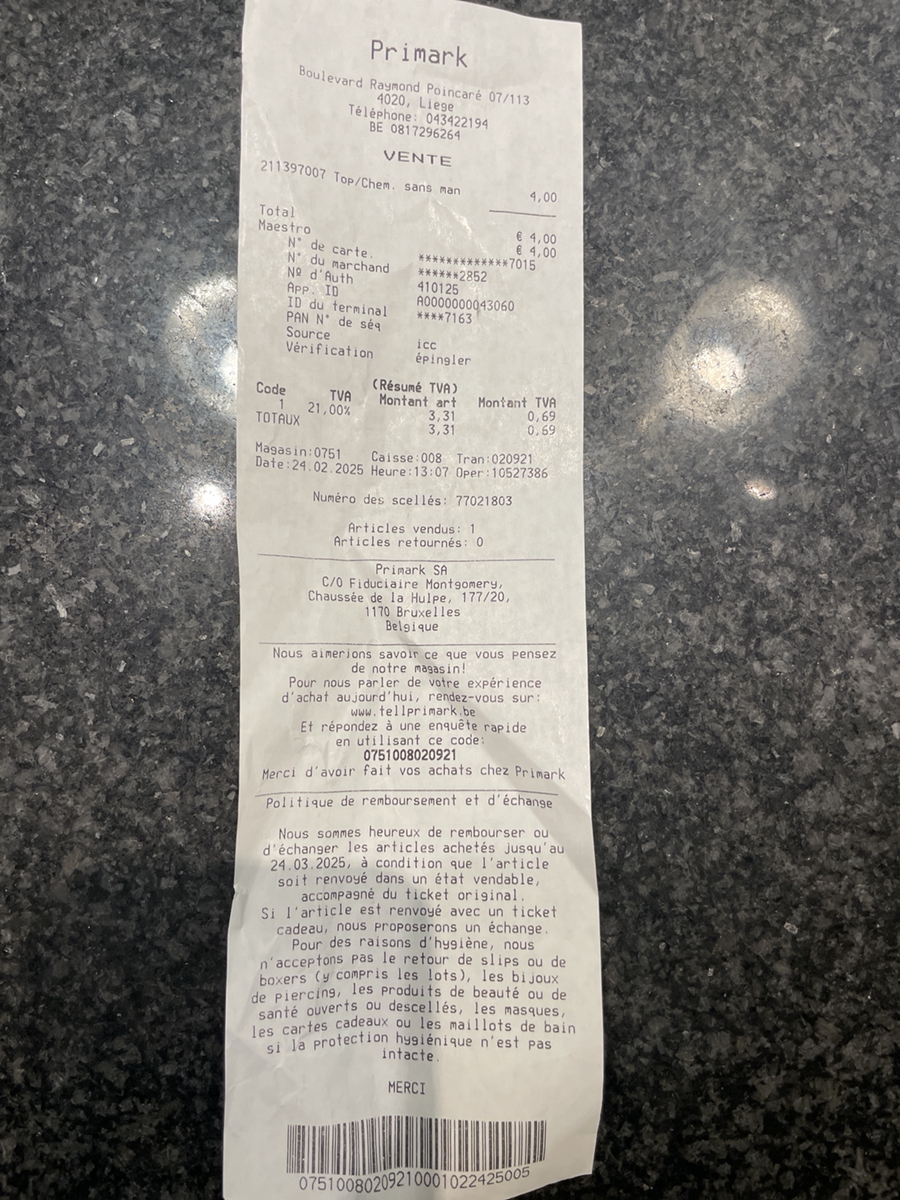 Primark
Boulevard Raymond Poincaré 07/113
4020, Liege
Téléphone: 043422194
BE 0817296264
VENTE
211397007 Top/Chem. sans man 4,00
Total € 4,00
Maestro € 4,00
N° de carte. ************7015
N° du marchand ******2852
Nº d'Auth 410125
App. ID A0000000043060
ID du terminal ****7163
PAN N° de séq
Source icc
Vérification épingler
(Résumé TVA)
Code TVA Montant art Montant TVA
1 21,00% 3,31 0,69
TOTAUX 3,31 0,69
Magasin:0751 Caisse:008 Tran:020921
Date:24.02.2025 Heure:13:07 Oper:10527386
Numéro des scellés: 77021803
Articles vendus: 1
Articles retournés: 0
Primark SA
C/O Fiduciaire Montgomery,
Chaussée de la Hulpe, 177/20,
1170 Bruxelles
Belgique
Nous aimerions savoir ce que vous pensez
de notre magasin!
Pour nous parler de votre expérience
d'achat aujourd'hui, rendez-vous sur:
www.tellprimark.be
Et répondez à une enquête rapide
en utilisant ce code:
0751008020921
Merci d'avoir fait vos achats chez Primark
Politique de remboursement et d'échange
Nous sommes heureux de rembourser ou
d'échanger les articles achetés jusqu'au
24.03.2025, à condition que l'article
soit renvoyé dans un état vendable,
accompagné du ticket original.
Si l'article est renvoyé avec un ticket
cadeau, nous proposerons un échange.
Pour des raisons d'hygiène, nous
n'acceptons pas le retour de slips ou de
boxers (y compris les lots), les bijoux
de piercing, les produits de beauté ou de
santé ouverts ou descellés, les masques,
les cartes cadeaux ou les maillots de bain
si la protection hygiénique n'est pas
intacte.
MERCI
07510080209210001022425005